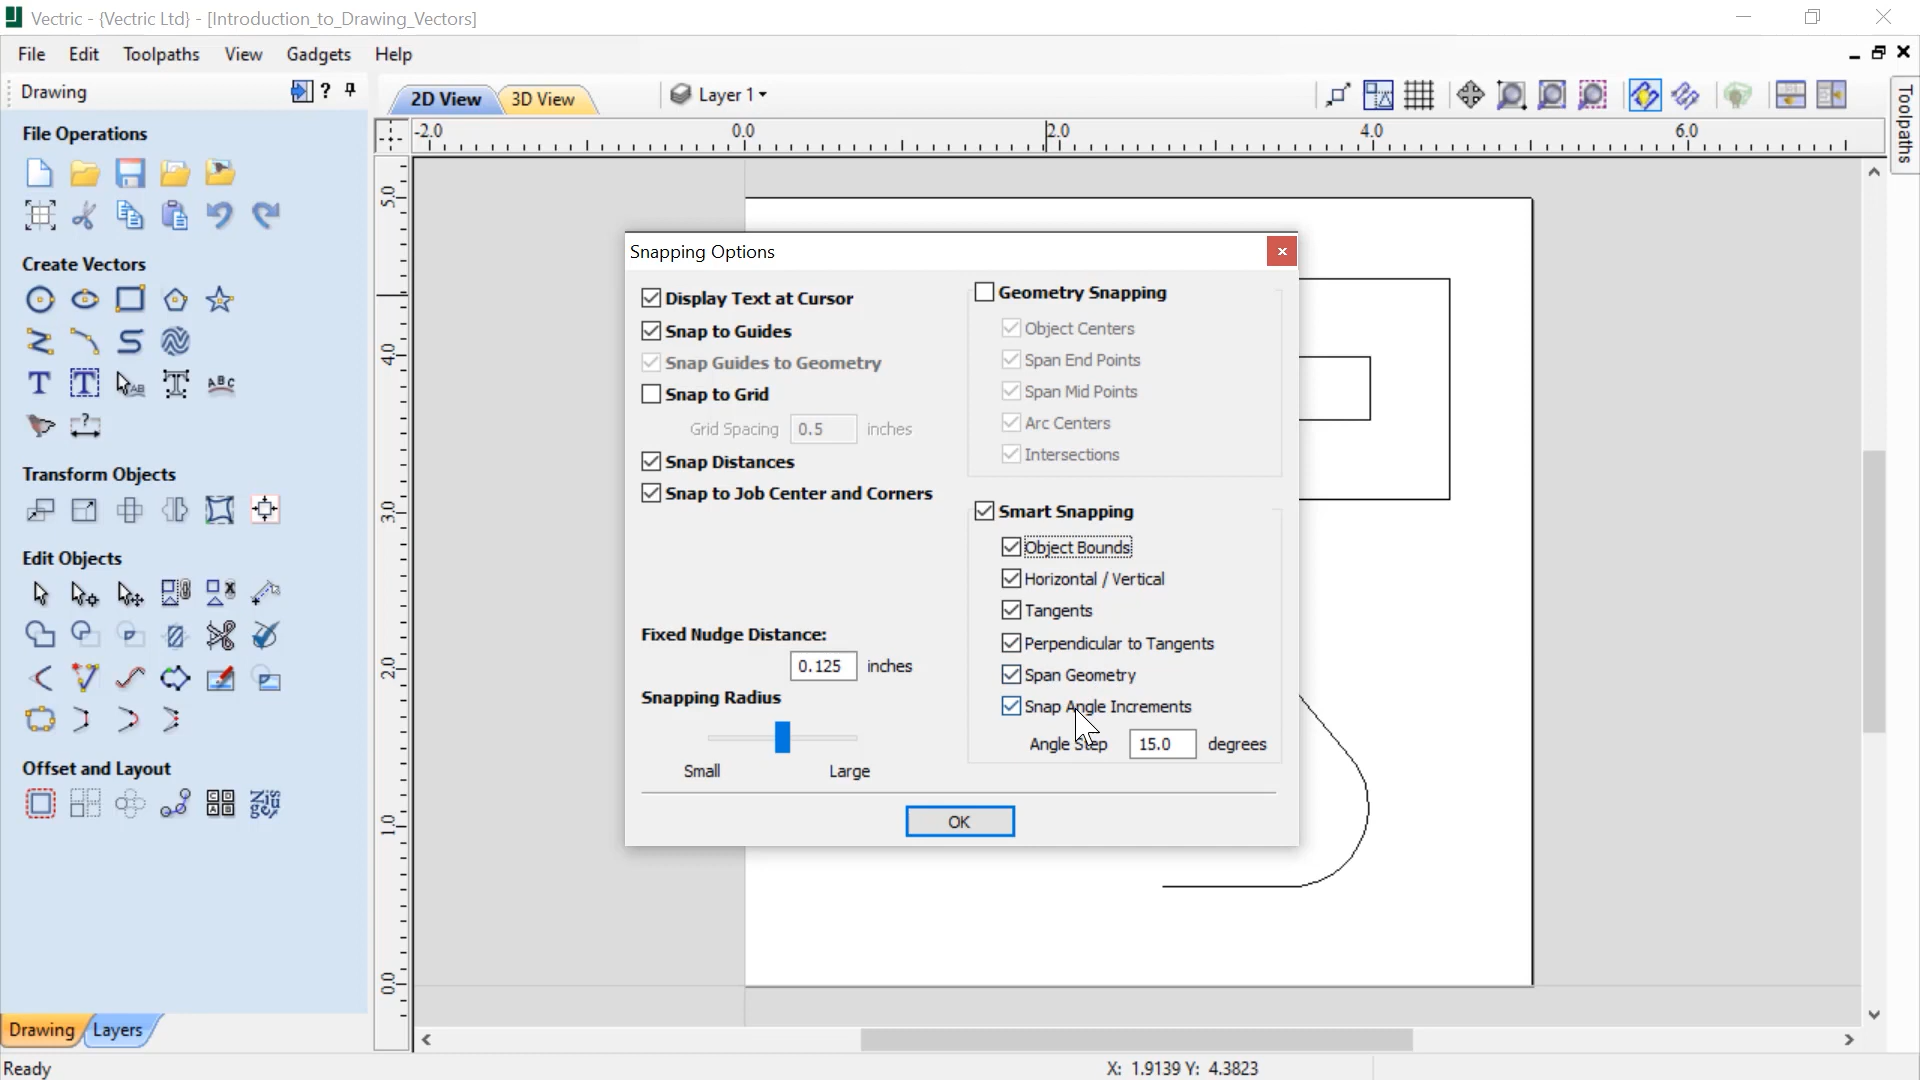 Vectric - {Vectric Ltd} - [Introduction_to_Drawing_Vectors]
File Edit Toolpaths View Gadgets Help
Drawing
2D View 3D View Layer 1
Toolpaths
-2.0 0.0 2.0 4.0 6.0
5.0
4.0
3.0
2.0
1.0
0.0
File Operations
Create Vectors
Transform Objects
Edit Objects
Offset and Layout
Drawing Layers
Snapping Options
Display Text at Cursor
Snap to Guides
Snap Guides to Geometry
Snap to Grid
Grid Spacing 0.5 inches
Snap Distances
Snap to Job Center and Corners
Fixed Nudge Distance:
0.125 inches
Snapping Radius
Small Large
Geometry Snapping
Object Centers
Span End Points
Span Mid Points
Arc Centers
Intersections
Smart Snapping
Object Bounds
Horizontal / Vertical
Tangents
Perpendicular to Tangents
Span Geometry
Snap Angle Increments
Angle Step 15.0 degrees
OK
Ready
X: 1.9139 Y: 4.3823